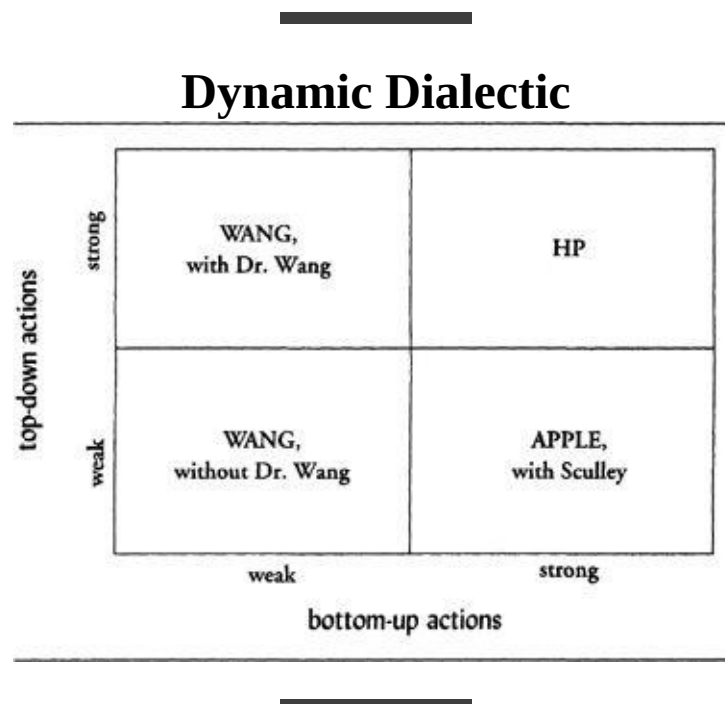 Dynamic Dialectic
top-down actions
strong
WANG,
with Dr. Wang
HP
weak
WANG,
without Dr. Wang
APPLE,
with Sculley
weak
strong
bottom-up actions